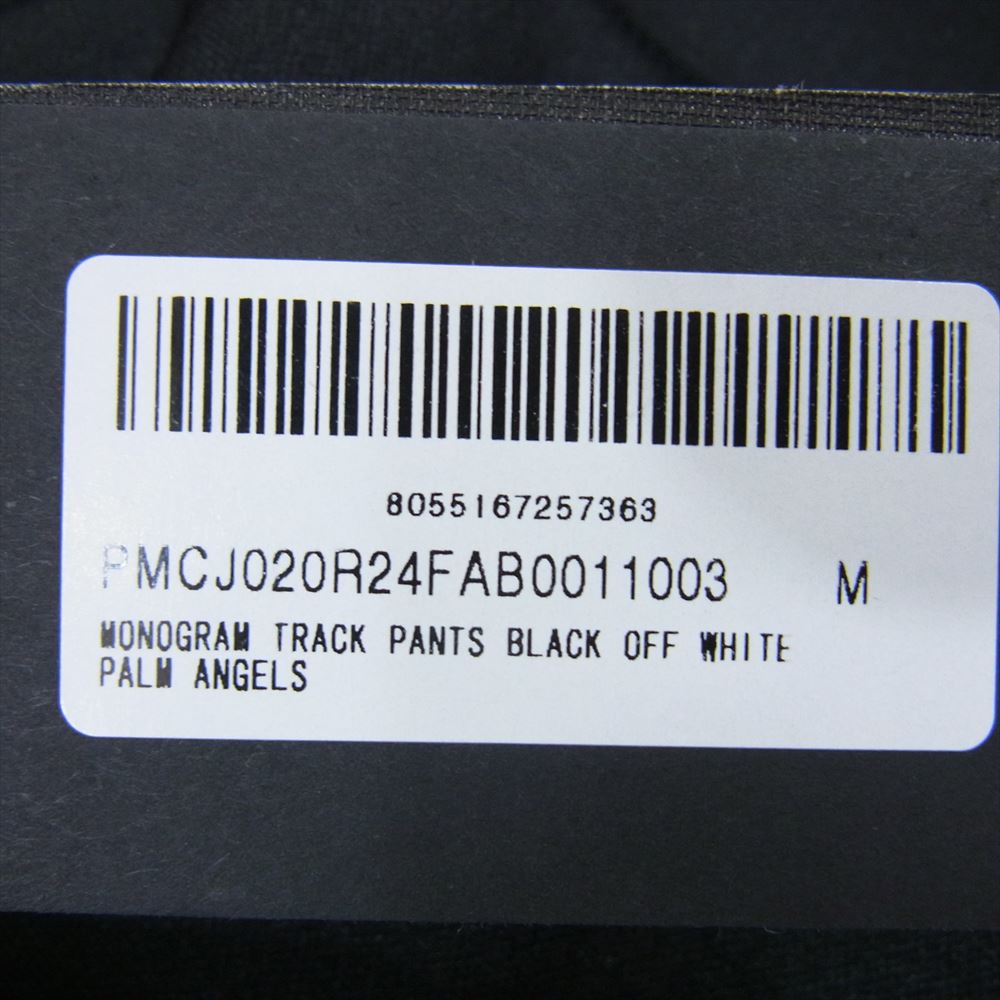 8055167257363
PMCJ020R24FAB0011003 M
MONOGRAM TRACK PANTS BLACK OFF WHITE
PALM ANGELS